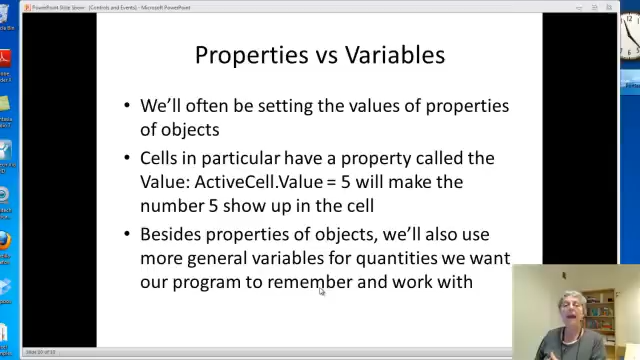 PowerPoint Slide Show - [Controls and Events] - Microsoft PowerPoint
Properties vs Variables
• We'll often be setting the values of properties
of objects
• Cells in particular have a property called the
Value: ActiveCell.Value = 5 will make the
number 5 show up in the cell
• Besides properties of objects, we'll also use
more general variables for quantities we want
our program to remember and work with